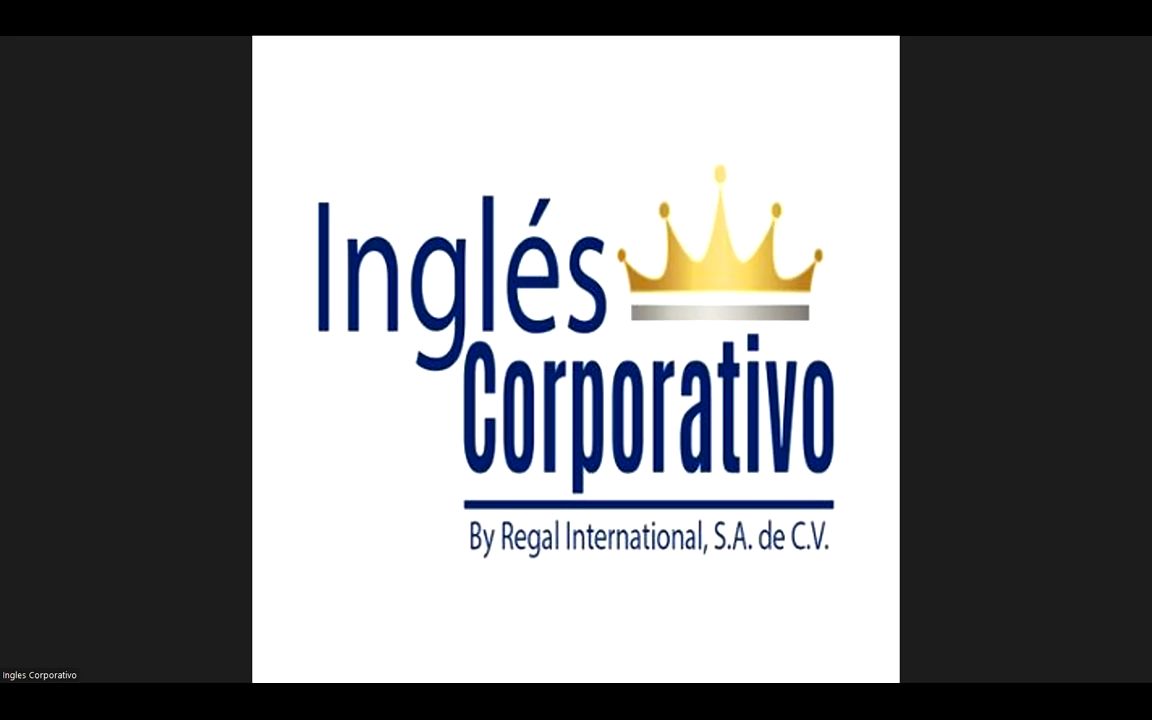 Inglés
Corporativo
By Regal International, S.A. de C.V.
Ingles Corporativo